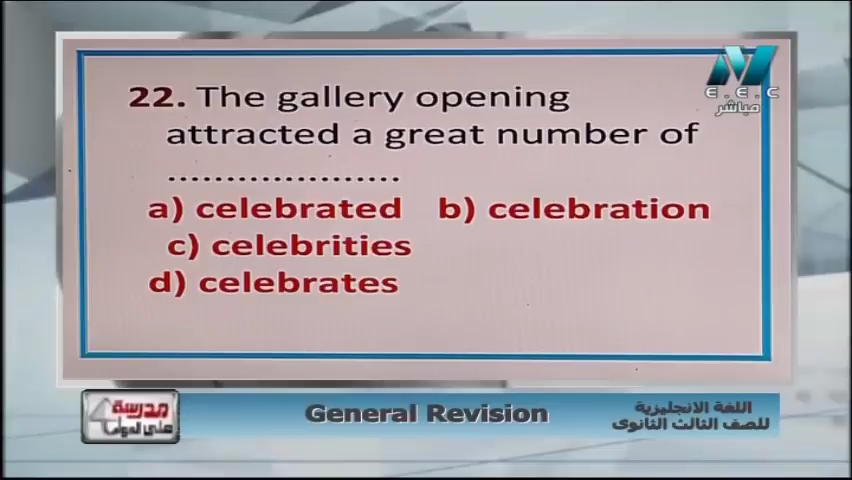 22. The gallery opening
attracted a great number of
....................
a) celebrated b) celebration
c) celebrities
d) celebrates
E . E . C
مباشر
مدرسة
على الهواء
General Revision
اللغة الانجليزية
للصف الثالث الثانوى